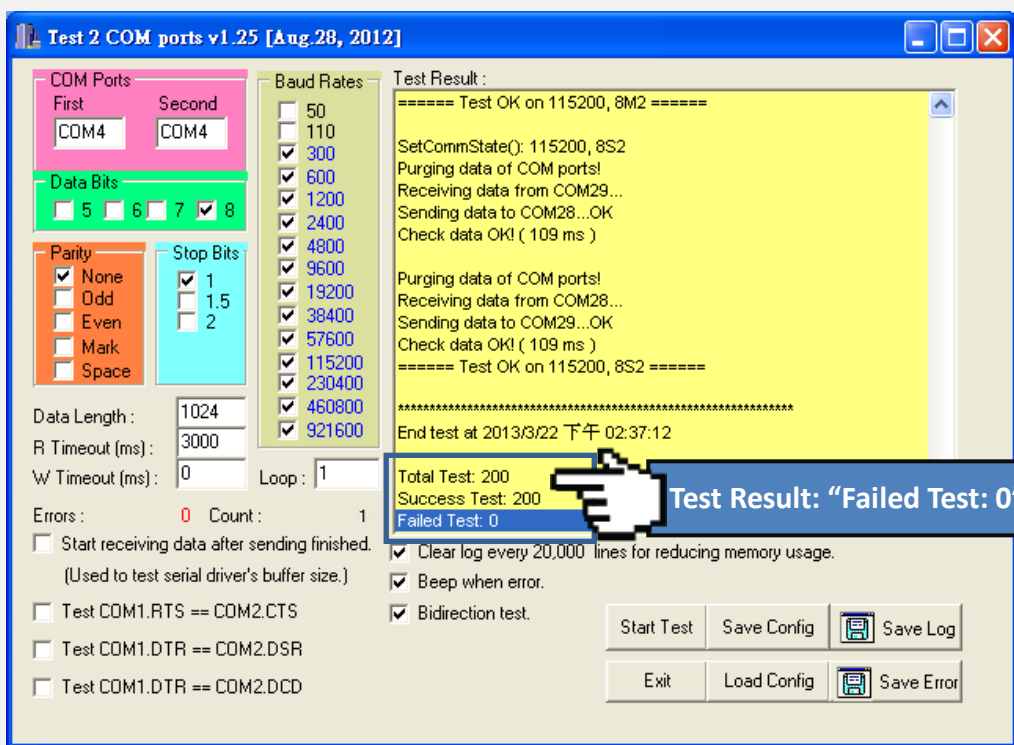 Test 2 COM ports v1.25 [Aug.28, 2012]
COM Ports
First Second
COM4 COM4
Data Bits
5 6 7 8
Parity
None
Odd
Even
Mark
Space
Stop Bits
1
1.5
2
Baud Rates
50
110
300
600
1200
2400
4800
9600
19200
38400
57600
115200
230400
460800
921600
Data Length : 1024
R Timeout (ms) : 3000
W Timeout (ms) : 0
Loop : 1
Errors : 0 Count : 1
Start receiving data after sending finished.
(Used to test serial driver's buffer size.)
Test COM1.RTS == COM2.CTS
Test COM1.DTR == COM2.DSR
Test COM1.DTR == COM2.DCD
Test Result :
====== Test OK on 115200, 8M2 ======
SetCommState(): 115200, 8S2
Purging data of COM ports!
Receiving data from COM29...
Sending data to COM28...OK
Check data OK! ( 109 ms )
Purging data of COM ports!
Receiving data from COM28...
Sending data to COM29...OK
Check data OK! ( 109 ms )
====== Test OK on 115200, 8S2 ======
****************************************************************
End test at 2013/3/22 下午 02:37:12
Total Test: 200
Success Test: 200
Failed Test: 0
Test Result: “Failed Test: 0”
Clear log every 20,000 lines for reducing memory usage.
Beep when error.
Bidirection test.
Start Test Save Config Save Log
Exit Load Config Save Error